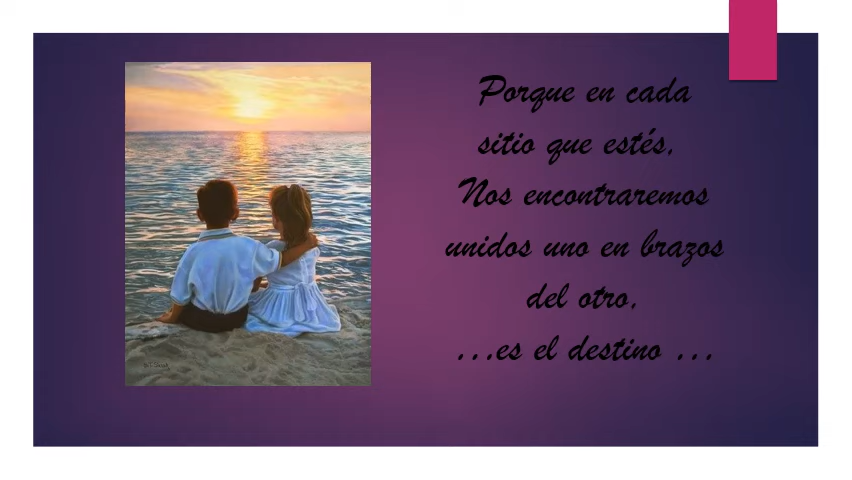 Porque en cada
sitio que estés,
Nos encontraremos
unidos uno en brazos
del otro,
...es el destino ...